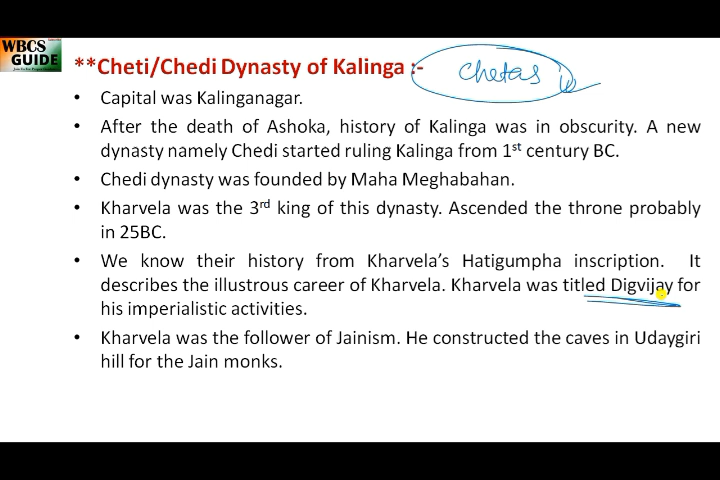 WBCS
GUIDE
**Cheti/Chedi Dynasty of Kalinga :-
Chetas
• Capital was Kalinganagar.
• After the death of Ashoka, history of Kalinga was in obscurity. A new
dynasty namely Chedi started ruling Kalinga from 1st century BC.
• Chedi dynasty was founded by Maha Meghabahan.
• Kharvela was the 3rd king of this dynasty. Ascended the throne probably
in 25BC.
• We know their history from Kharvela’s Hatigumpha inscription. It
describes the illustrous career of Kharvela. Kharvela was titled Digvijay for
his imperialistic activities.
• Kharvela was the follower of Jainism. He constructed the caves in Udaygiri
hill for the Jain monks.